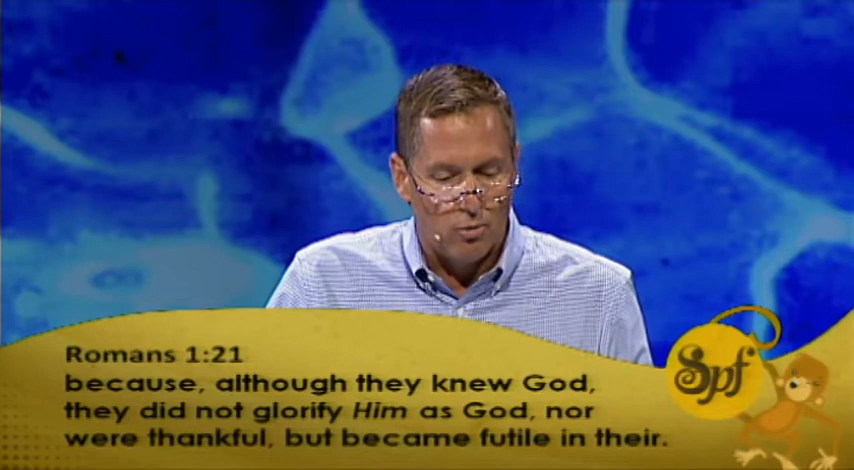 Romans 1:21
because, although they knew God,
they did not glorify Him as God, nor
were thankful, but became futile in their.
Spf